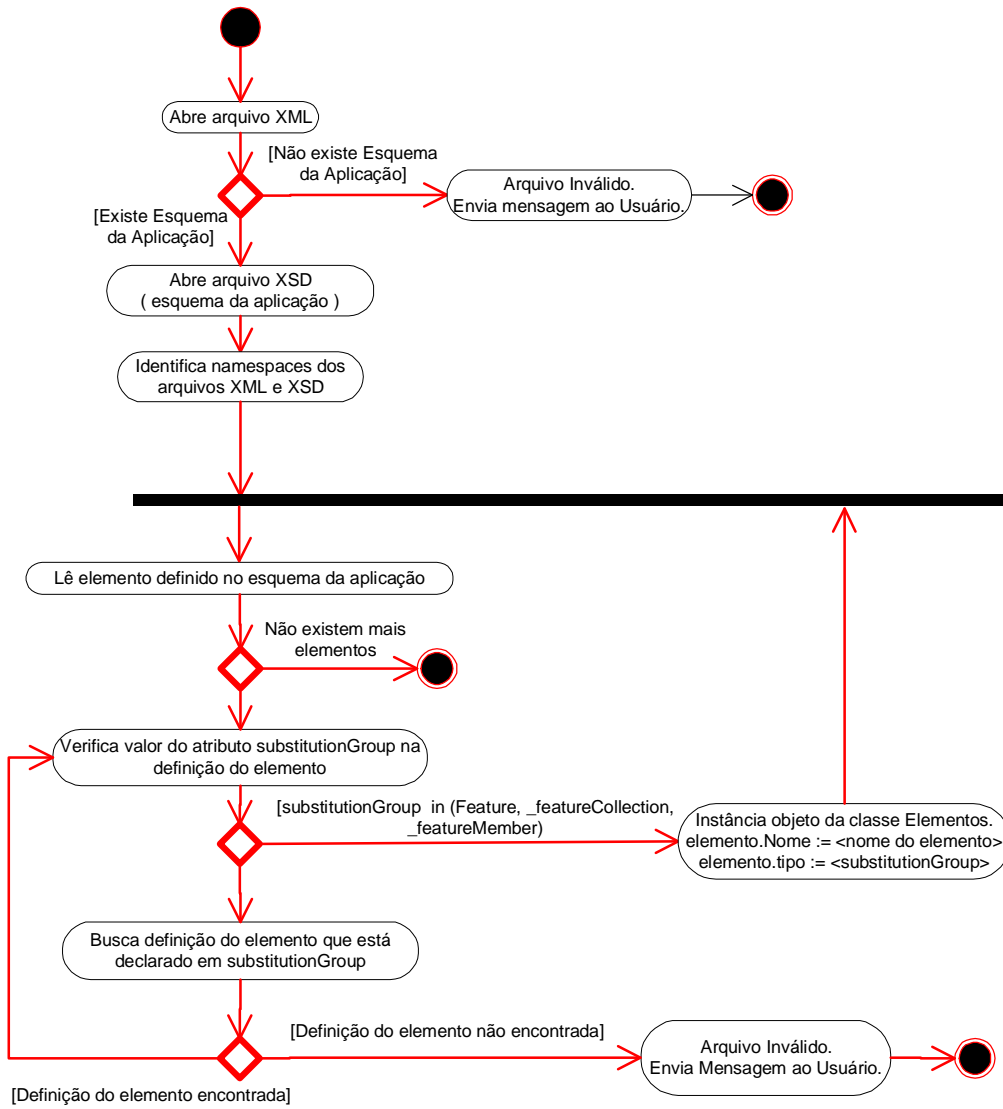 Abre arquivo XML
[Não existe Esquema
da Aplicação]
Arquivo Inválido.
Envia mensagem ao Usuário.
[Existe Esquema
da Aplicação]
Abre arquivo XSD
( esquema da aplicação )
Identifica namespaces dos
arquivos XML e XSD
Lê elemento definido no esquema da aplicação
Não existem mais
elementos
Verifica valor do atributo substitutionGroup na
definição do elemento
[substitutionGroup in (Feature, _featureCollection,
_featureMember)
Instância objeto da classe Elementos.
elemento.Nome := <nome do elemento>
elemento.tipo := <substitutionGroup>
Busca definição do elemento que está
declarado em substitutionGroup
[Definição do elemento não encontrada]
Arquivo Inválido.
Envia Mensagem ao Usuário.
[Definição do elemento encontrada]